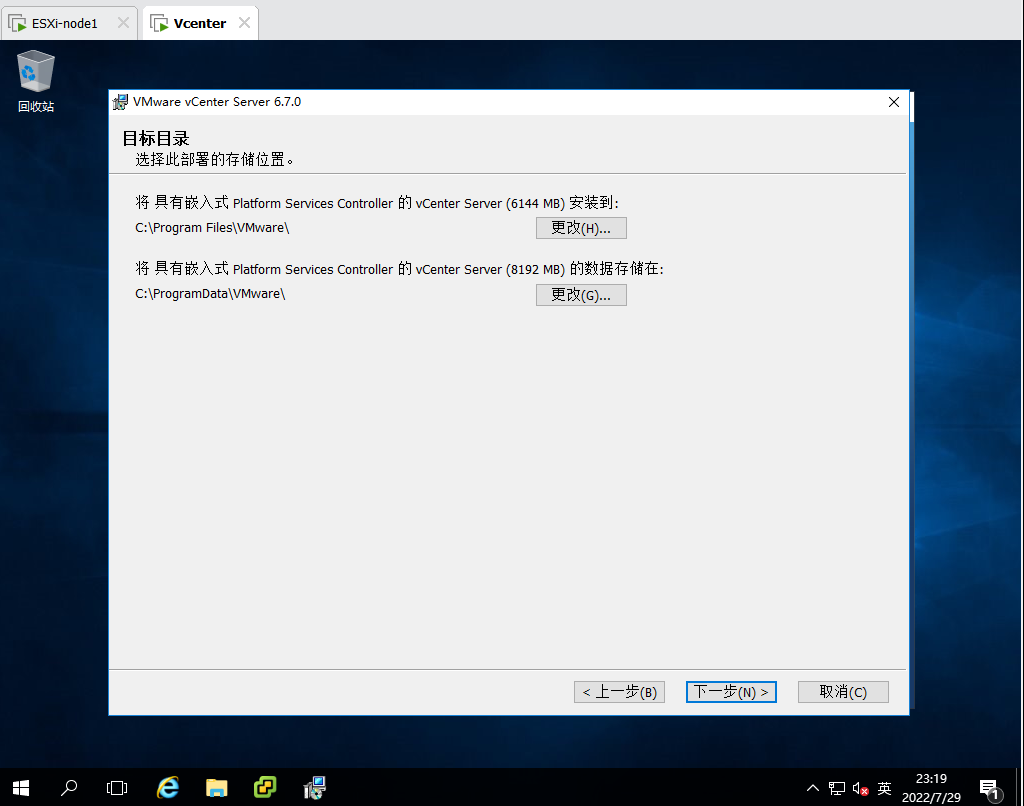 ESXi-node1
Vcenter
回收站
VMware vCenter Server 6.7.0
目标目录
选择此部署的存储位置。
将 具有嵌入式 Platform Services Controller 的 vCenter Server (6144 MB) 安装到:
C:\Program Files\VMware\
更改(H)...
将 具有嵌入式 Platform Services Controller 的 vCenter Server (8192 MB) 的数据存储在:
C:\ProgramData\VMware\
更改(G)...
< 上一步(B)
下一步(N) >
取消(C)
英
23:19
2022/7/29
1